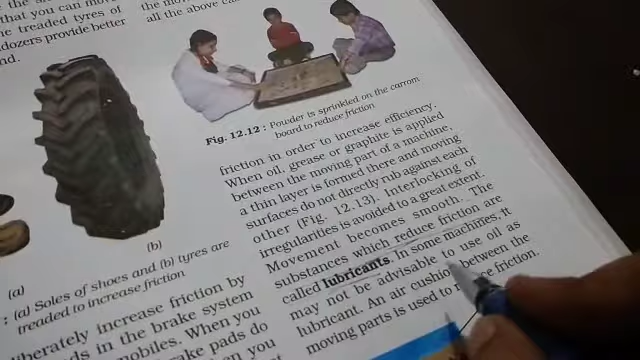 that you can move
the treaded tyres of
dozers provide better
nd.
the mov
all the above ca
Fig. 12.12 : Powder is sprinkled on the carrom
board to reduce friction
(b)
(a)
: (a) Soles of shoes and (b) tyres are
treaded to increase friction
berately increase friction by
ds in the brake system
mobiles. When you
ake pads do
en you
friction in order to increase efficiency.
When oil, grease or graphite is applied
between the moving part of a machine,
a thin layer is formed there and moving
surfaces do not directly rub against each
other (Fig. 12.13). Interlocking of
irregularities is avoided to a great extent.
Movement becomes smooth. The
substances which reduce friction are
called lubricants. In some machines, it
may not be advisable to use oil as
lubricant. An air cushion between the
moving parts is used to reduce friction.